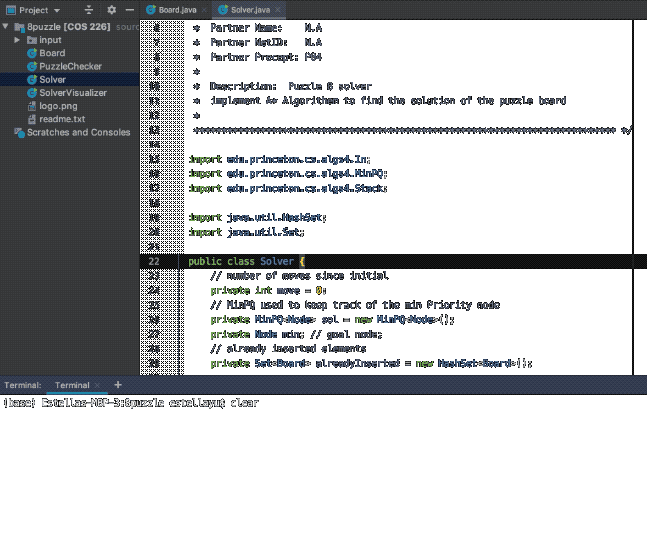 Project
8puzzle [COS 226] sourc
input
Board
PuzzleChecker
Solver
SolverVisualizer
logo.png
readme.txt
Scratches and Consoles
Board.java
Solver.java
* Partner Name: N.A
* Partner NetID: N.A
* Partner Precept: P04
*
* Description: Puzzle 8 solver
* implement A* Algorithm to find the solution of the puzzle board
*
import edu.princeton.cs.algs4.In;
import edu.princeton.cs.algs4.MinPQ;
import edu.princeton.cs.algs4.Stack;
import java.util.HashSet;
import java.util.Set;
22 public class Solver {
// number of moves since initial
private int move = 0;
// MinPQ used to keep track of the min Priority node
private MinPQ<Node> sol = new MinPQ<Node>();
private Node min; // goal node;
// already inserted elements
private Set<Board> alreadyInserted = new HashSet<Board>();
Terminal: Terminal +
(base) Estellas-MBP-3:8puzzle estellayu$ clear